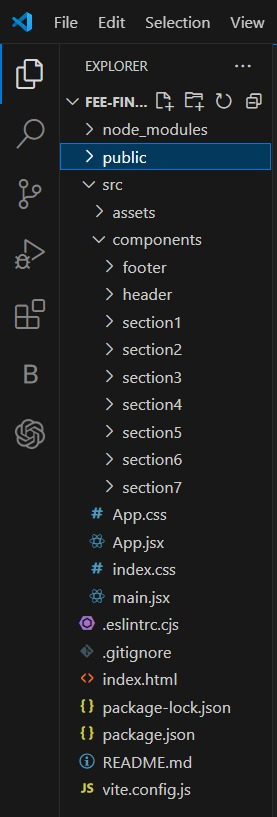 File Edit Selection View
EXPLORER ...
FEE-FIN...
node_modules
public
src
assets
components
footer
header
section1
section2
section3
section4
section5
section6
section7
# App.css
App.jsx
# index.css
main.jsx
.eslintrc.cjs
.gitignore
<> index.html
{} package-lock.json
{} package.json
README.md
JS vite.config.js